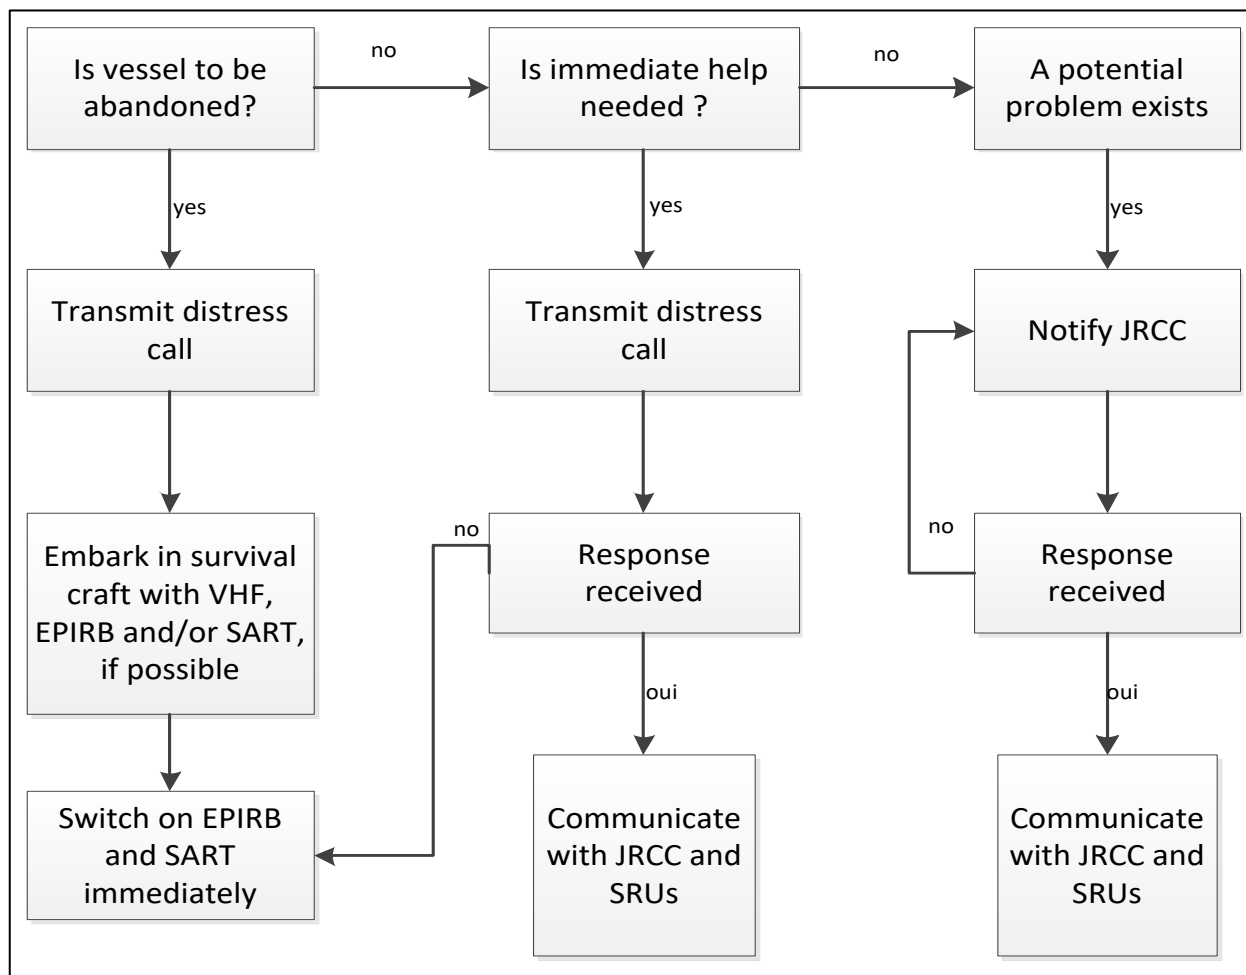 Is vessel to be
abandoned?
no
Is immediate help
needed ?
no
A potential
problem exists
yes
yes
yes
Transmit distress
call
Transmit distress
call
Notify JRCC
Embark in survival
craft with VHF,
EPIRB and/or SART,
if possible
no
Response
received
no
Response
received
oui
oui
Switch on EPIRB
and SART
immediately
Communicate
with JRCC and
SRUs
Communicate
with JRCC and
SRUs